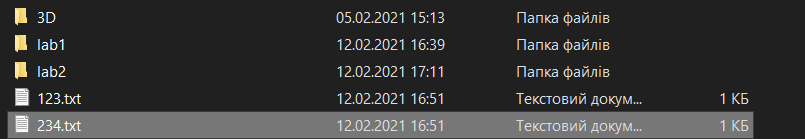 3D 05.02.2021 15:13 Папка файлів
lab1 12.02.2021 16:39 Папка файлів
lab2 12.02.2021 17:11 Папка файлів
123.txt 12.02.2021 16:51 Текстовий докум... 1 КБ
234.txt 12.02.2021 16:51 Текстовий докум... 1 КБ